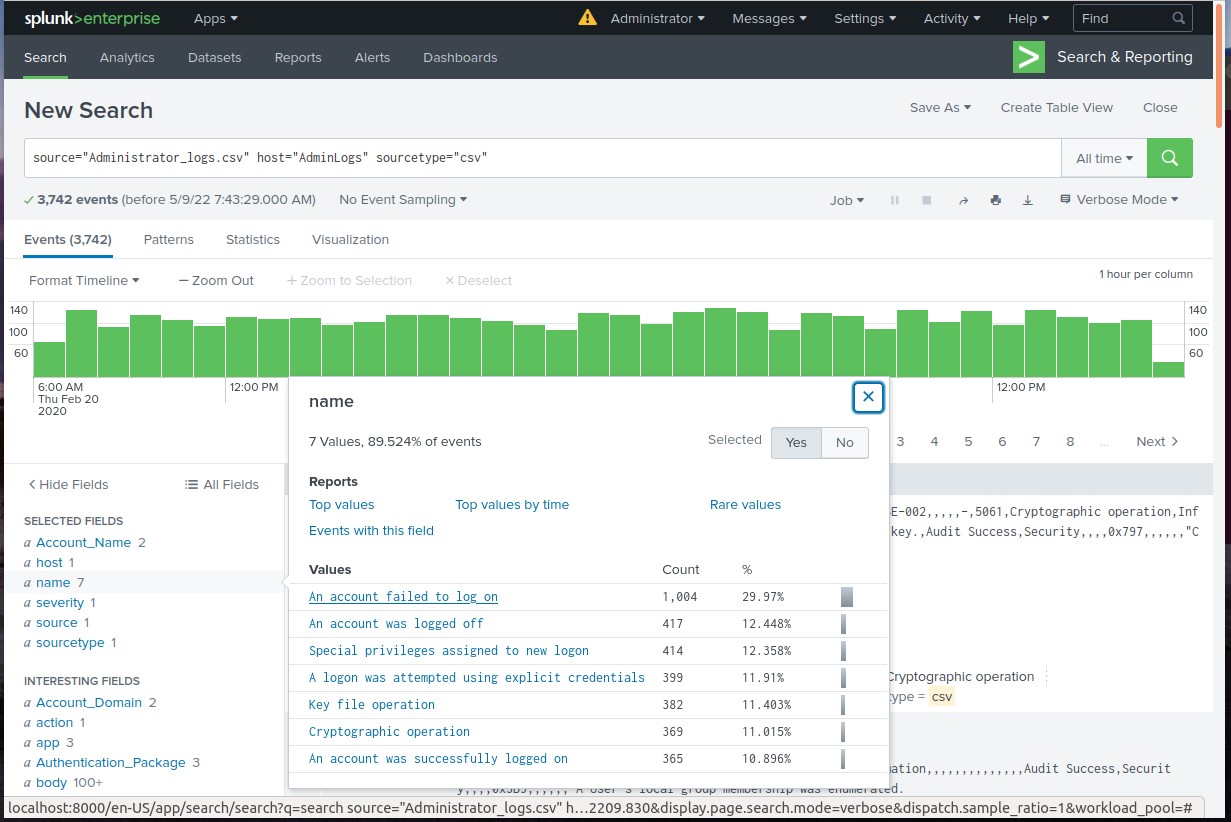 splunk>enterprise Apps Administrator Messages Settings Activity Help Find
Search Analytics Datasets Reports Alerts Dashboards Search & Reporting
New Search Save As Create Table View Close
source="Administrator_logs.csv" host="AdminLogs" sourcetype="csv" All time
3,742 events (before 5/9/22 7:43:29.000 AM) No Event Sampling Job Verbose Mode
Events (3,742) Patterns Statistics Visualization
Format Timeline — Zoom Out + Zoom to Selection × Deselect 1 hour per column
140 140
100 100
60 60
6:00 AM 12:00 PM 12:00 PM
Thu Feb 20
2020
name
7 Values, 89.524% of events Selected Yes No
3 4 5 6 7 8 ... Next >
Reports
Top values Top values by time Rare values
Events with this field
Values Count %
An account failed to log on 1,004 29.97%
An account was logged off 417 12.448%
Special privileges assigned to new logon 414 12.358%
A logon was attempted using explicit credentials 399 11.91%
Key file operation 382 11.403%
Cryptographic operation 369 11.015%
An account was successfully logged on 365 10.896%
< Hide Fields All Fields
SELECTED FIELDS
a Account_Name 2
a host 1
a name 7
a severity 1
a source 1
a sourcetype 1
INTERESTING FIELDS
a Account_Domain 2
a action 1
a app 3
a Authentication_Package 3
a body 100+
E-002,,,,,-,5061,Cryptographic operation,Inf
key.,Audit Success,Security,,,,0x797,,,,,,"C
Cryptographic operation
type = csv
ation,,,,,,,,,,,,,Audit Success,Securit
A user's local group membership was enumerated.
localhost:8000/en-US/app/search/search?q=search source="Administrator_logs.csv" h...2209.830&display.page.search.mode=verbose&dispatch.sample_ratio=1&workload_pool=#